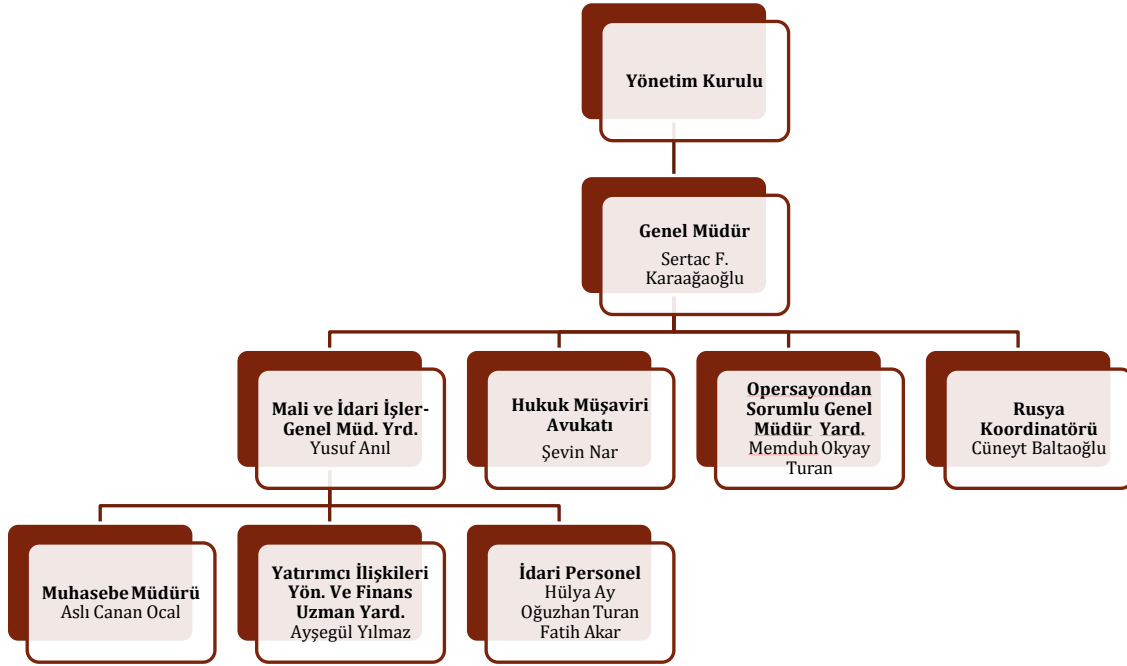 Yönetim Kurulu
Genel Müdür
Sertac F.
Karaağaoğlu
Mali ve İdari İşler-
Genel Müd. Yrd.
Yusuf Anıl
Hukuk Müşaviri
Avukatı
Şevin Nar
Opersayondan
Sorumlu Genel
Müdür Yard.
Memduh Okyay
Turan
Rusya
Koordinatörü
Cüneyt Baltaoğlu
Muhasebe Müdürü
Aslı Canan Ocal
Yatırımcı İlişkileri
Yön. Ve Finans
Uzman Yard.
Ayşegül Yılmaz
İdari Personel
Hülya Ay
Oğuzhan Turan
Fatih Akar